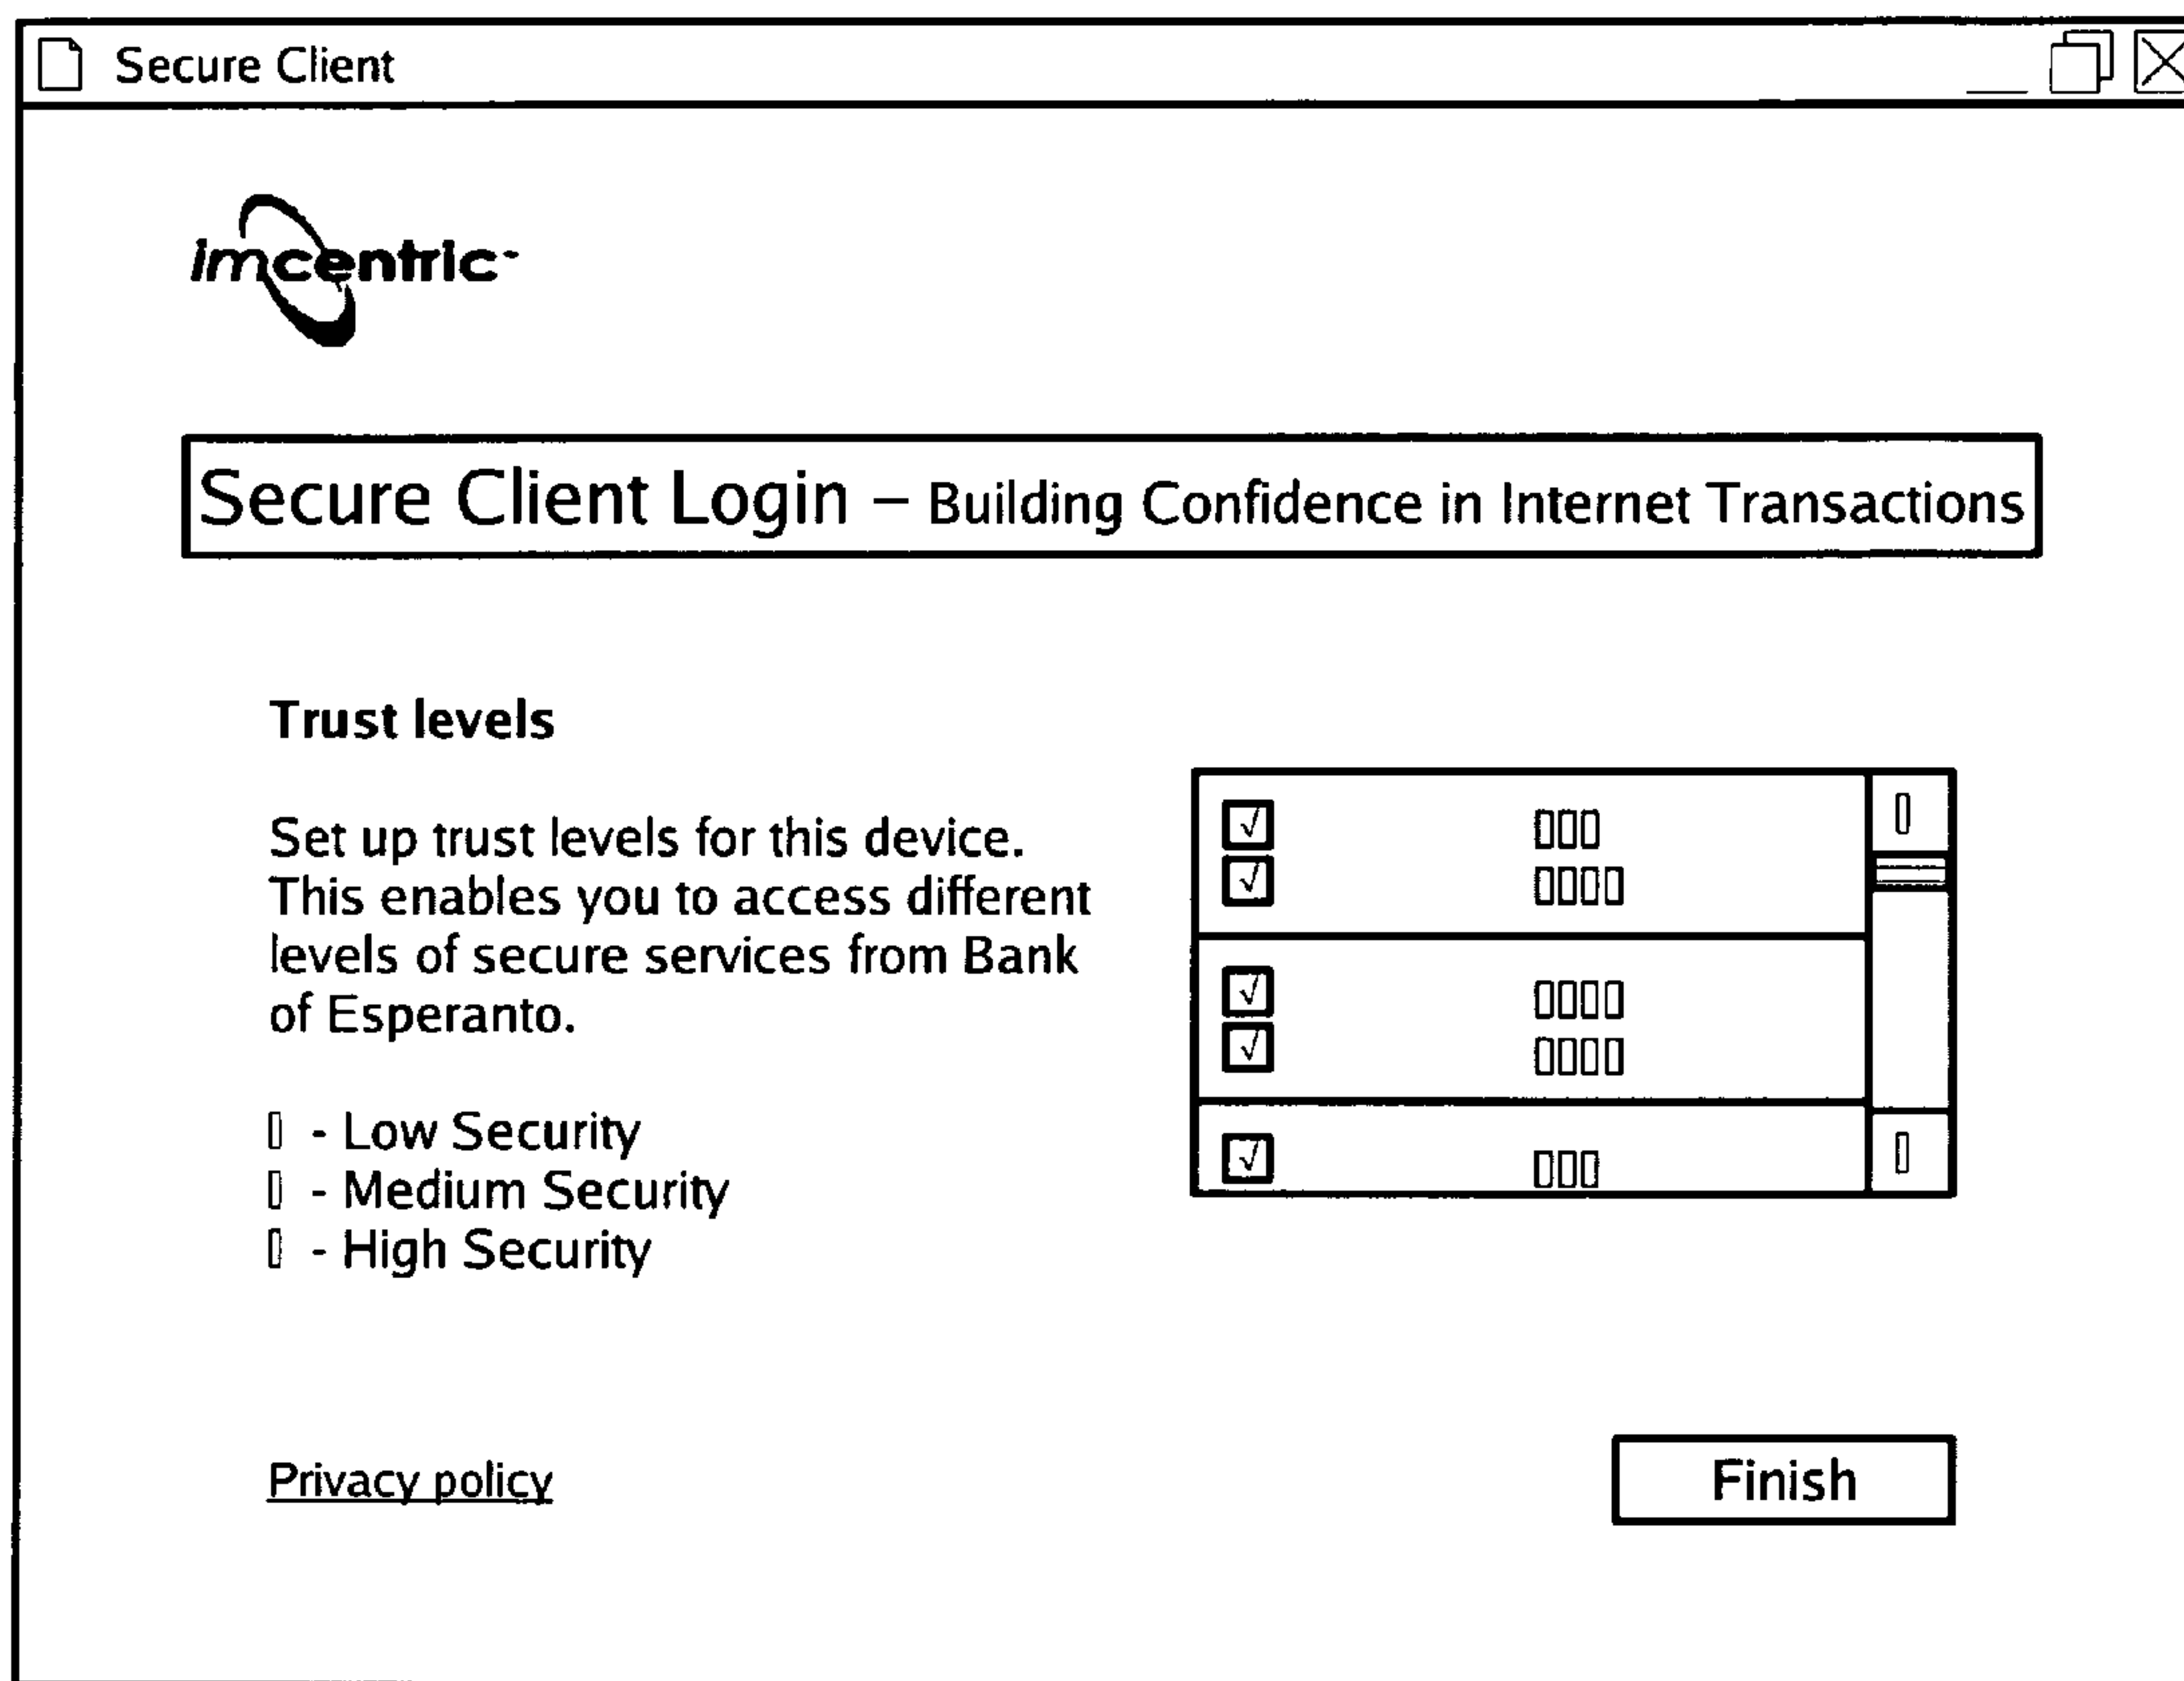 Secure Client
imcentric
Secure Client Login – Building Confidence in Internet Transactions
Trust levels
Set up trust levels for this device.
This enables you to access different
levels of secure services from Bank
of Esperanto.
- Low Security
- Medium Security
- High Security
Privacy policy
Finish